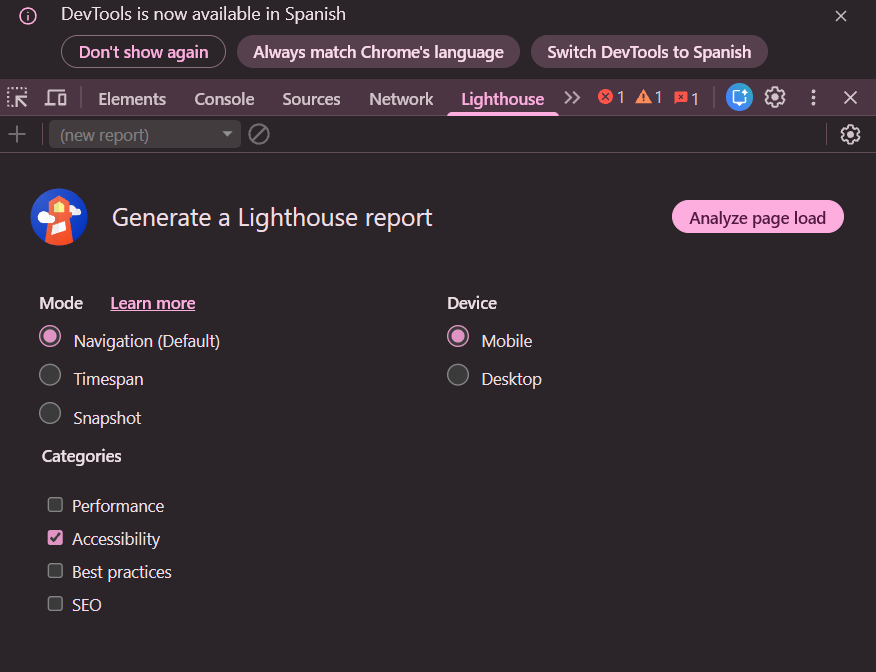 DevTools is now available in Spanish
Don't show again Always match Chrome's language Switch DevTools to Spanish
Elements Console Sources Network Lighthouse 1 1 1
(new report)
Generate a Lighthouse report Analyze page load
Mode Learn more Device
Navigation (Default) Mobile
Timespan Desktop
Snapshot
Categories
Performance
Accessibility
Best practices
SEO